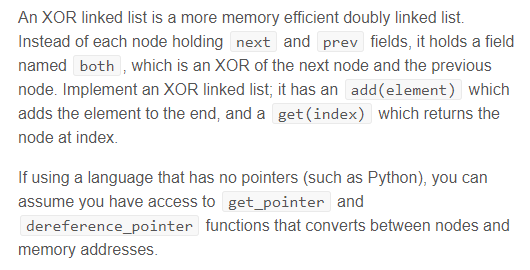 An XOR linked list is a more memory efficient doubly linked list.
Instead of each node holding next and prev fields, it holds a field
named both , which is an XOR of the next node and the previous
node. Implement an XOR linked list; it has an add(element) which
adds the element to the end, and a get(index) which returns the
node at index.
If using a language that has no pointers (such as Python), you can
assume you have access to get_pointer and
dereference_pointer functions that converts between nodes and
memory addresses.